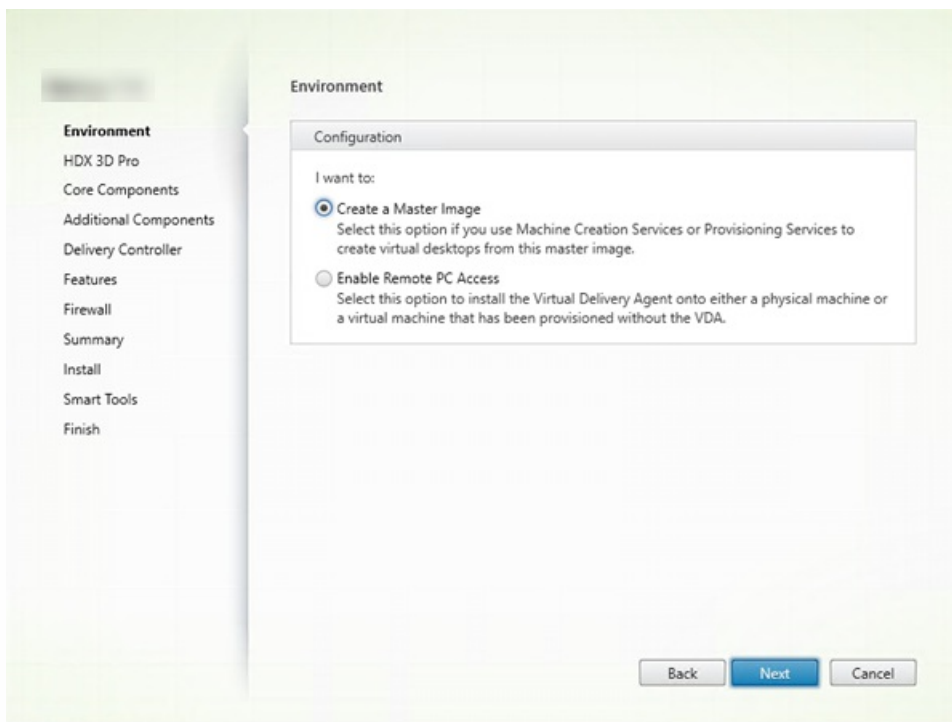 Environment
HDX 3D Pro
Core Components
Additional Components
Delivery Controller
Features
Firewall
Summary
Install
Smart Tools
Finish
Environment
Configuration
I want to:
Create a Master Image
Select this option if you use Machine Creation Services or Provisioning Services to
create virtual desktops from this master image.
Enable Remote PC Access
Select this option to install the Virtual Delivery Agent onto either a physical machine or
a virtual machine that has been provisioned without the VDA.
Back
Next
Cancel